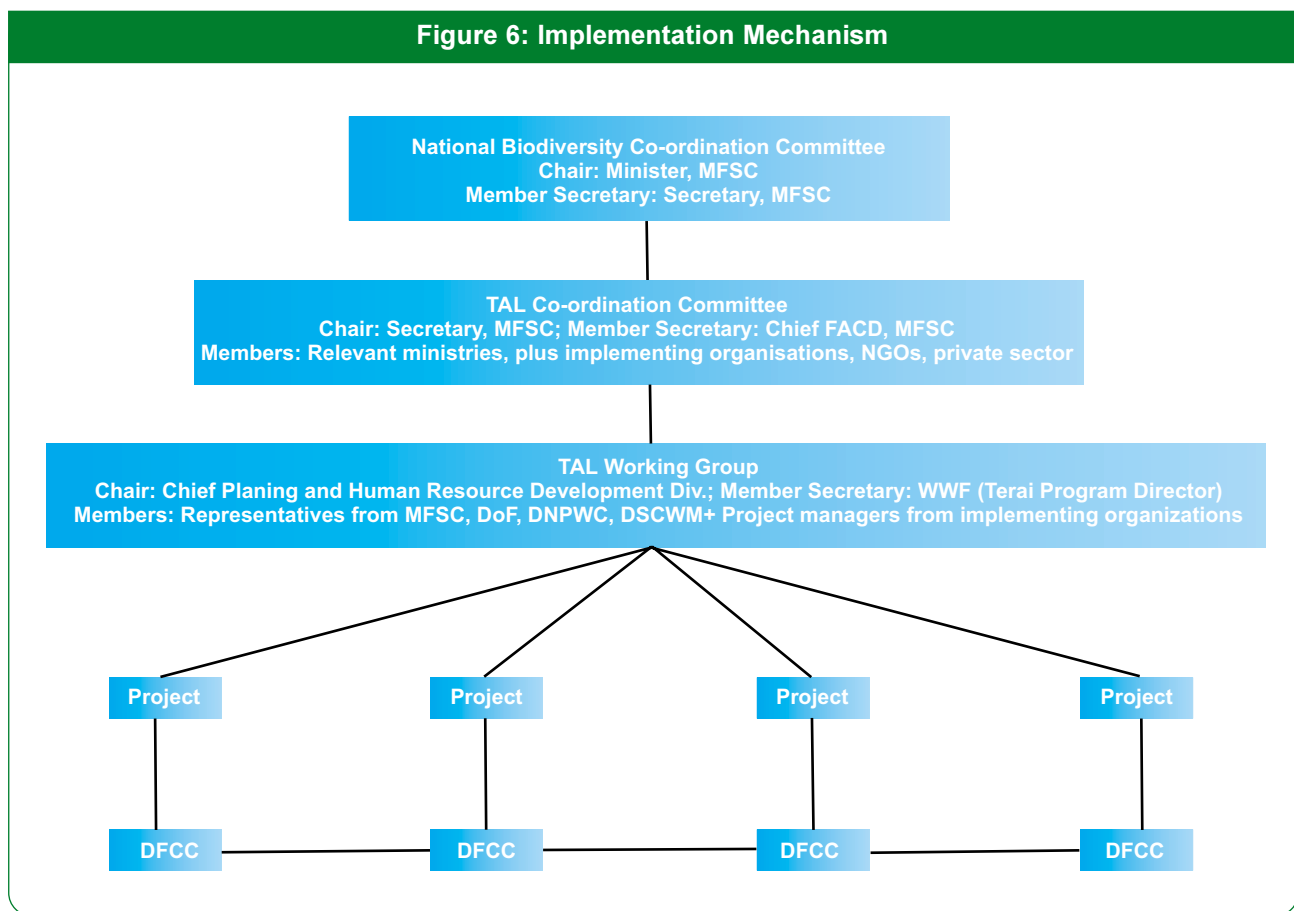 Figure 6: Implementation Mechanism
National Biodiversity Co-ordination Committee
Chair: Minister, MFSC
Member Secretary: Secretary, MFSC
TAL Co-ordination Committee
Chair: Secretary, MFSC; Member Secretary: Chief FACD, MFSC
Members: Relevant ministries, plus implementing organisations, NGOs, private sector
TAL Working Group
Chair: Chief Planing and Human Resource Development Div.; Member Secretary: WWF (Terai Program Director)
Members: Representatives from MFSC, DoF, DNPWC, DSCWM+ Project managers from implementing organizations
Project Project Project Project
DFCC DFCC DFCC DFCC